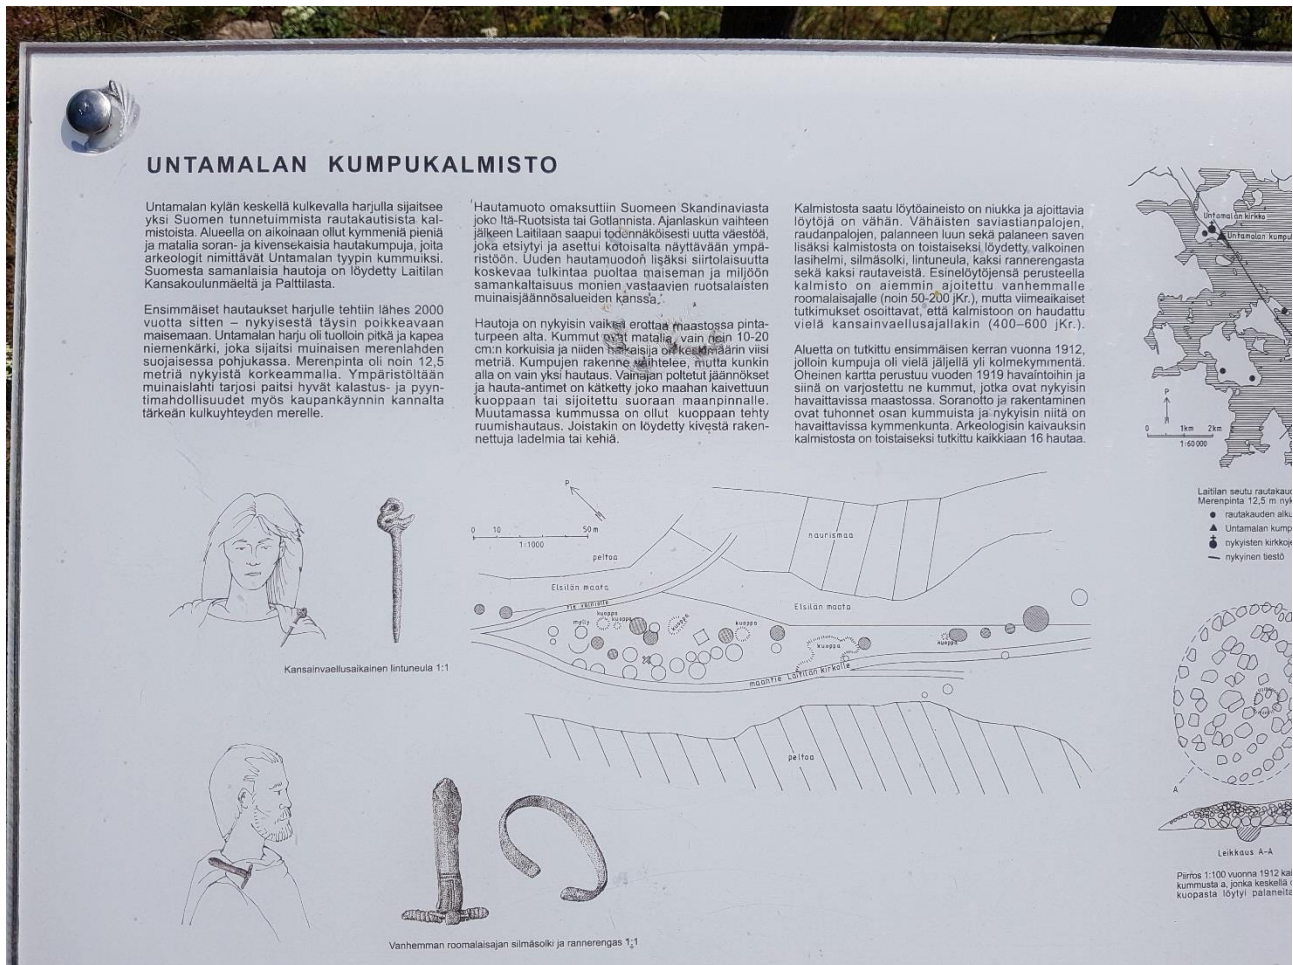 UNTAMALAN KUMPUKALMISTO
Untamalan kylän keskellä kulkevalla harjulla sijaitsee
yksi Suomen tunnetuimmista rautakautisista kal-
mistoista. Alueella on aikoinaan ollut kymmeniä pieniä
ja matalia soran- ja kivensekaisia hautakumpuja, joita
arkeologit nimittävät Untamalan tyypin kummuiksi.
Suomesta samanlaisia hautoja on löydetty Laitilan
Kansakoulunmäeltä ja Palttilasta.
Ensimmäiset hautaukset harjulle tehtiin lähes 2000
vuotta sitten – nykyisestä täysin poikkeavaan
maisemaan. Untamalan harju oli tuolloin pitkä ja kapea
niemenkärki, joka sijaitsi muinaisen merenlahden
suojaisessa pohjukassa. Merenpinta oli noin 12,5
metriä nykyistä korkeammalla. Ympäristöltään
muinaislahti tarjosi paitsi hyvät kalastus- ja pyyn-
timahdollisuudet myös kaupankäynnin kannalta
tärkeän kulkuyhteyden merelle.
Hautamuoto omaksuttiin Suomeen Skandinaviasta
joko Itä-Ruotsista tai Gotlannista. Ajanlaskun vaihteen
jälkeen Laitilaan saapui todennäköisesti uutta väestöä,
joka etsiytyi ja asettui kotoisalta näyttävään ympä-
ristöön. Uuden hautamuodon lisäksi siirtolaisuutta
koskevaa tulkintaa puoltaa maiseman ja miljöön
samankaltaisuus monien vastaavien ruotsalaisten
muinaisjäännösalueiden kanssa.
Hautoja on nykyisin vaikea erottaa maastossa pinta-
turpeen alta. Kummut ovat matalia, vain noin 10-20
cm:n korkuisia ja niiden halkaisija on keskimäärin viisi
metriä. Kumpujen rakenne vaihtelee, mutta kunkin
alla on vain yksi hautaus. Vainajan poltetut jäännökset
ja hauta-antimet on kätketty joko maahan kaivettuun
kuoppaan tai sijoitettu suoraan maanpinnalle.
Muutamassa kummussa on ollut kuoppaan tehty
ruumishautaus. Joistakin on löydetty kivestä raken-
nettuja ladelmia tai kehiä.
Kalmistosta saatu löytöaineisto on niukka ja ajoittavia
löytöjä on vähän. Vähäisten saviastianpalojen,
raudanpalojen, palanneen luun sekä palaneen saven
lisäksi kalmistosta on toistaiseksi löydetty valkoinen
lasihelmi, silmäsolki, lintuneula, kaksi rannerengasta
sekä kaksi rautaveistä. Esinelöytöjensä perusteella
kalmisto on aiemmin ajoitettu vanhemmalle
roomalaisajalle (noin 50-200 jKr.), mutta viimeaikaiset
tutkimukset osoittavat, että kalmistoon on haudattu
vielä kansainvaellusajallakin (400–600 jKr.).
Aluetta on tutkittu ensimmäisen kerran vuonna 1912,
jolloin kumpuja oli vielä jäljellä yli kolmekymmentä.
Oheinen kartta perustuu vuoden 1919 havaintoihin ja
siinä on varjostettu ne kummut, jotka ovat nykyisin
havaittavissa maastossa. Soranotto ja rakentaminen
ovat tuhonnet osan kummuista ja nykyisin niitä on
havaittavissa kymmenkunta. Arkeologisin kaivauksin
kalmistosta on toistaiseksi tutkittu kaikkiaan 16 hautaa.
Untamalan kirkko
Untamalan kumpu
P
0 1km 2km
1:60 000
Laitilan seutu rautakau
Merenpinta 12,5 m nyk
rautakauden alku
Untamalan kump
nykyisten kirkkoje
nykyinen tiestö
P
0 10 50 m
1:1000
peltoa
naurismaa
Elsilän maata
Elsilän maata
Tie vainiolle
mylly
kuoppa
kuoppa
kuoppa
kuoppa
kuoppa
kuoppa
maantie Laitilan kirkolle
peltoa
Kansainvaellusaikainen lintuneula 1:1
Vanhemman roomalaisajan silmäsolki ja rannerengas 1:1
A
Leikkaus A-A
Piirros 1:100 vuonna 1912 kai
kummusta a, jonka keskellä
kuopasta löytyi palaneita